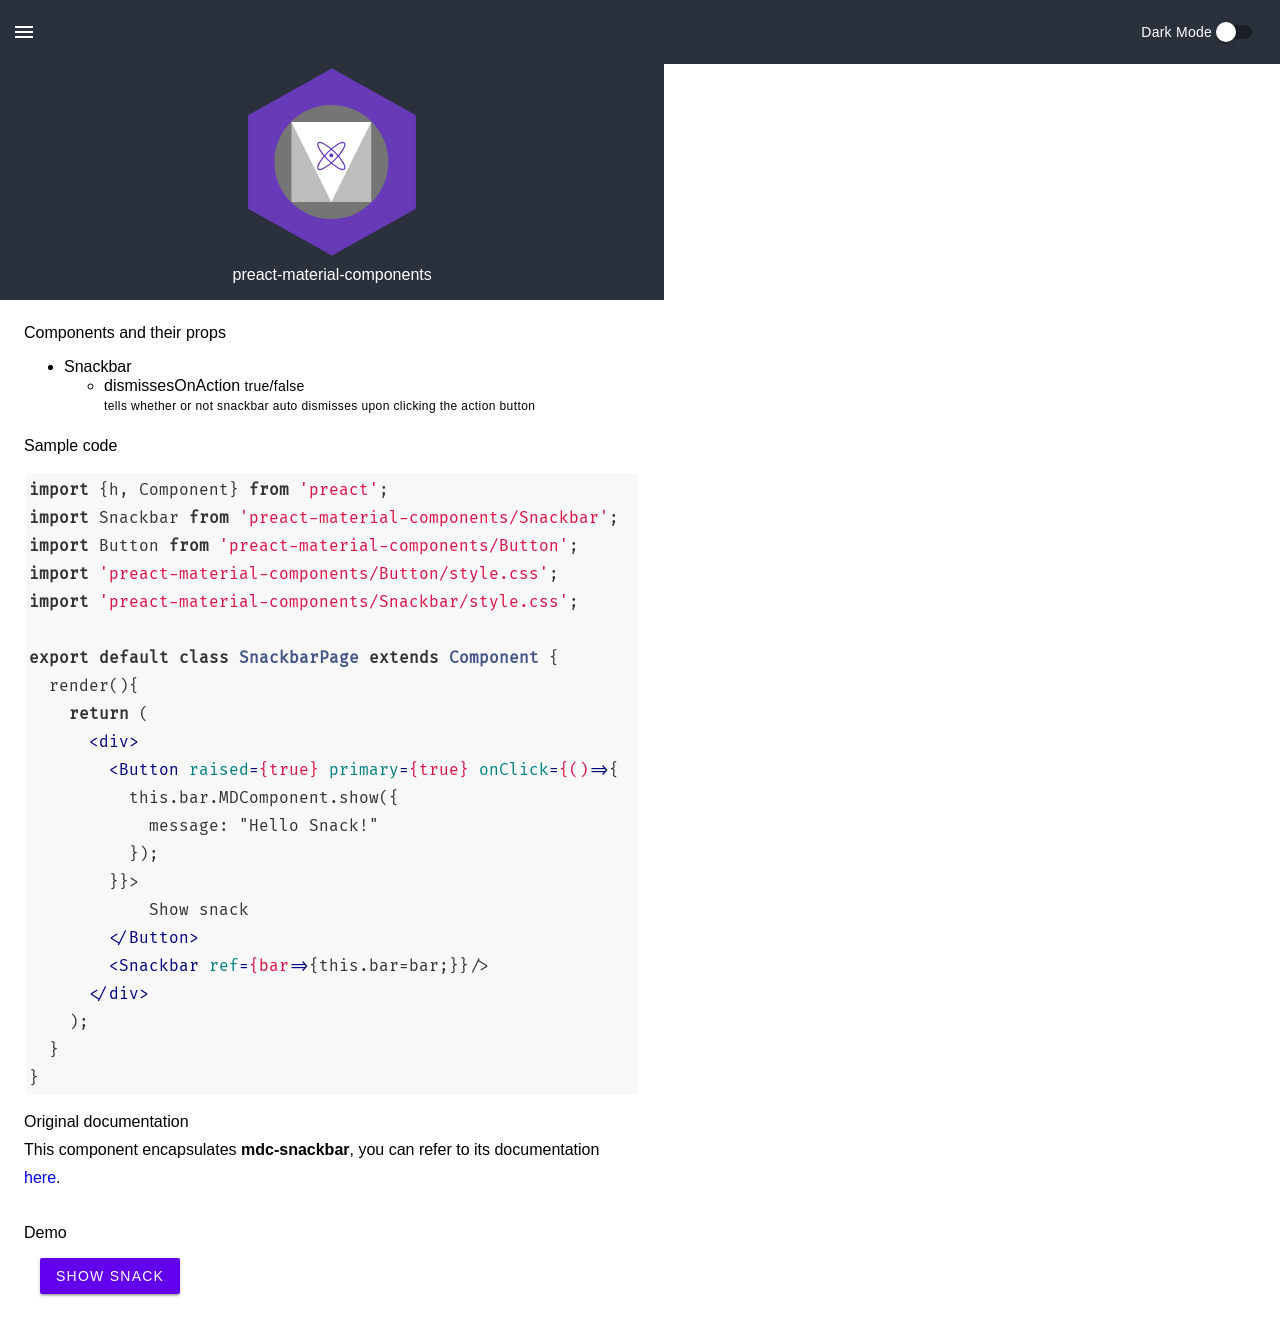 Dark Mode
preact-material-components
Components and their props
Snackbar
dismissesOnAction true/false
tells whether or not snackbar auto dismisses upon clicking the action button
Sample code
import {h, Component} from 'preact';
import Snackbar from 'preact-material-components/Snackbar';
import Button from 'preact-material-components/Button';
import 'preact-material-components/Button/style.css';
import 'preact-material-components/Snackbar/style.css';
export default class SnackbarPage extends Component {
  render(){
    return (
      <div>
        <Button raised={true} primary={true} onClick={()=>{
          this.bar.MDComponent.show({
            message: "Hello Snack!"
          });
        }}>
            Show snack
        </Button>
        <Snackbar ref={bar=>{this.bar=bar;}}/>
      </div>
    );
  }
}
Original documentation
This component encapsulates mdc-snackbar, you can refer to its documentation
here.
Demo
SHOW SNACK